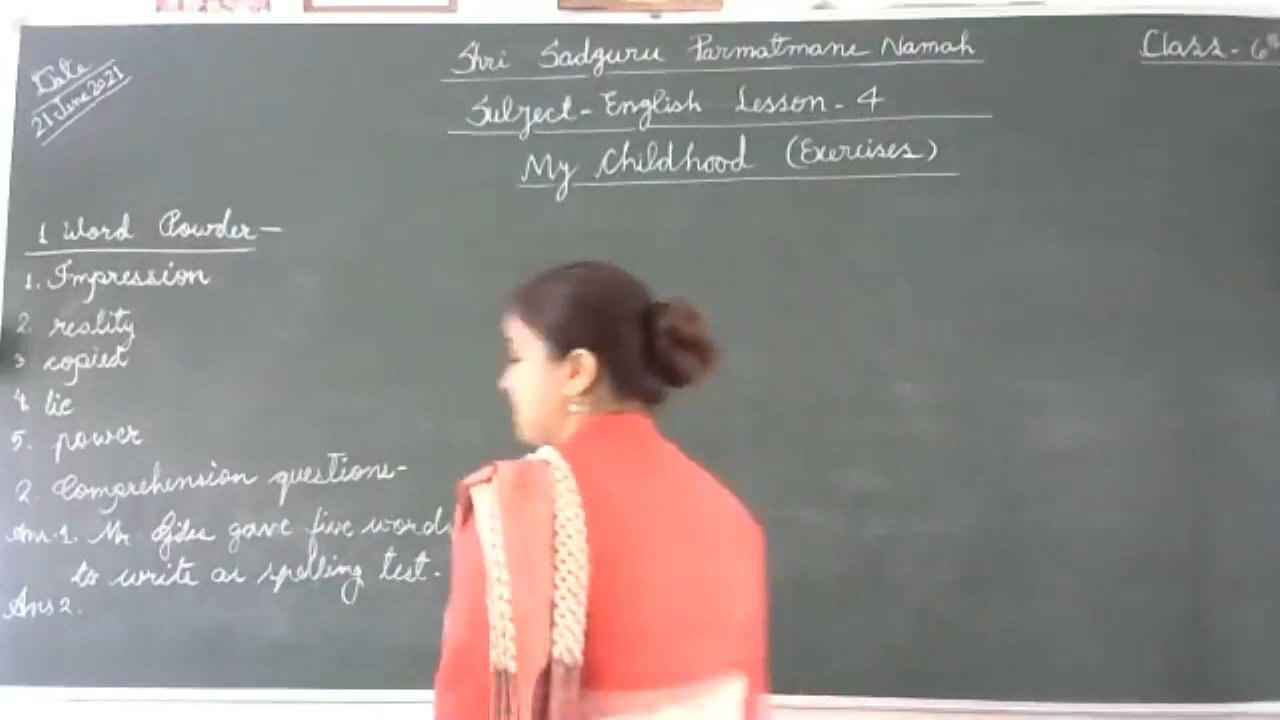 Date
21 June 2021
Shri Sadguru Parmatmane Namah
Class - 6th
Subject - English Lesson - 4
My Childhood (Exercises)
1 Word Powder -
1. Impression
2. reality
3 copied
4. lie
5. power
2. Comprehension questions -
Ans. 1. Mr. gave five words
to write as spelling test.
Ans 2.